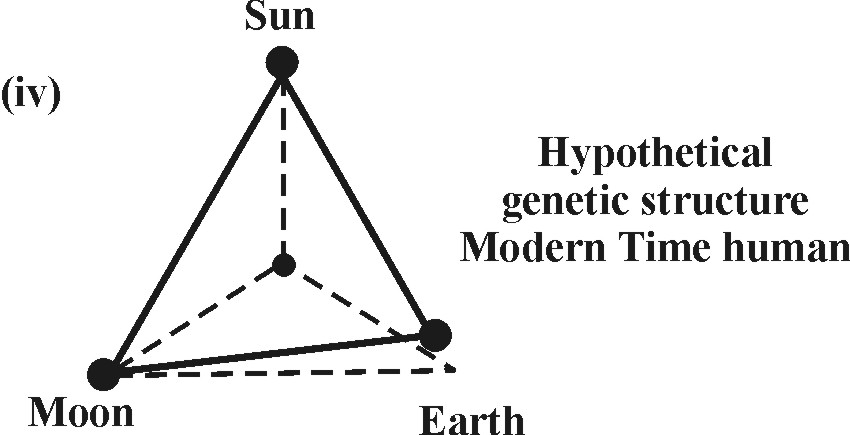 Sun
(iv)
Hypothetical
genetic structure
Modern Time human
Moon
Earth